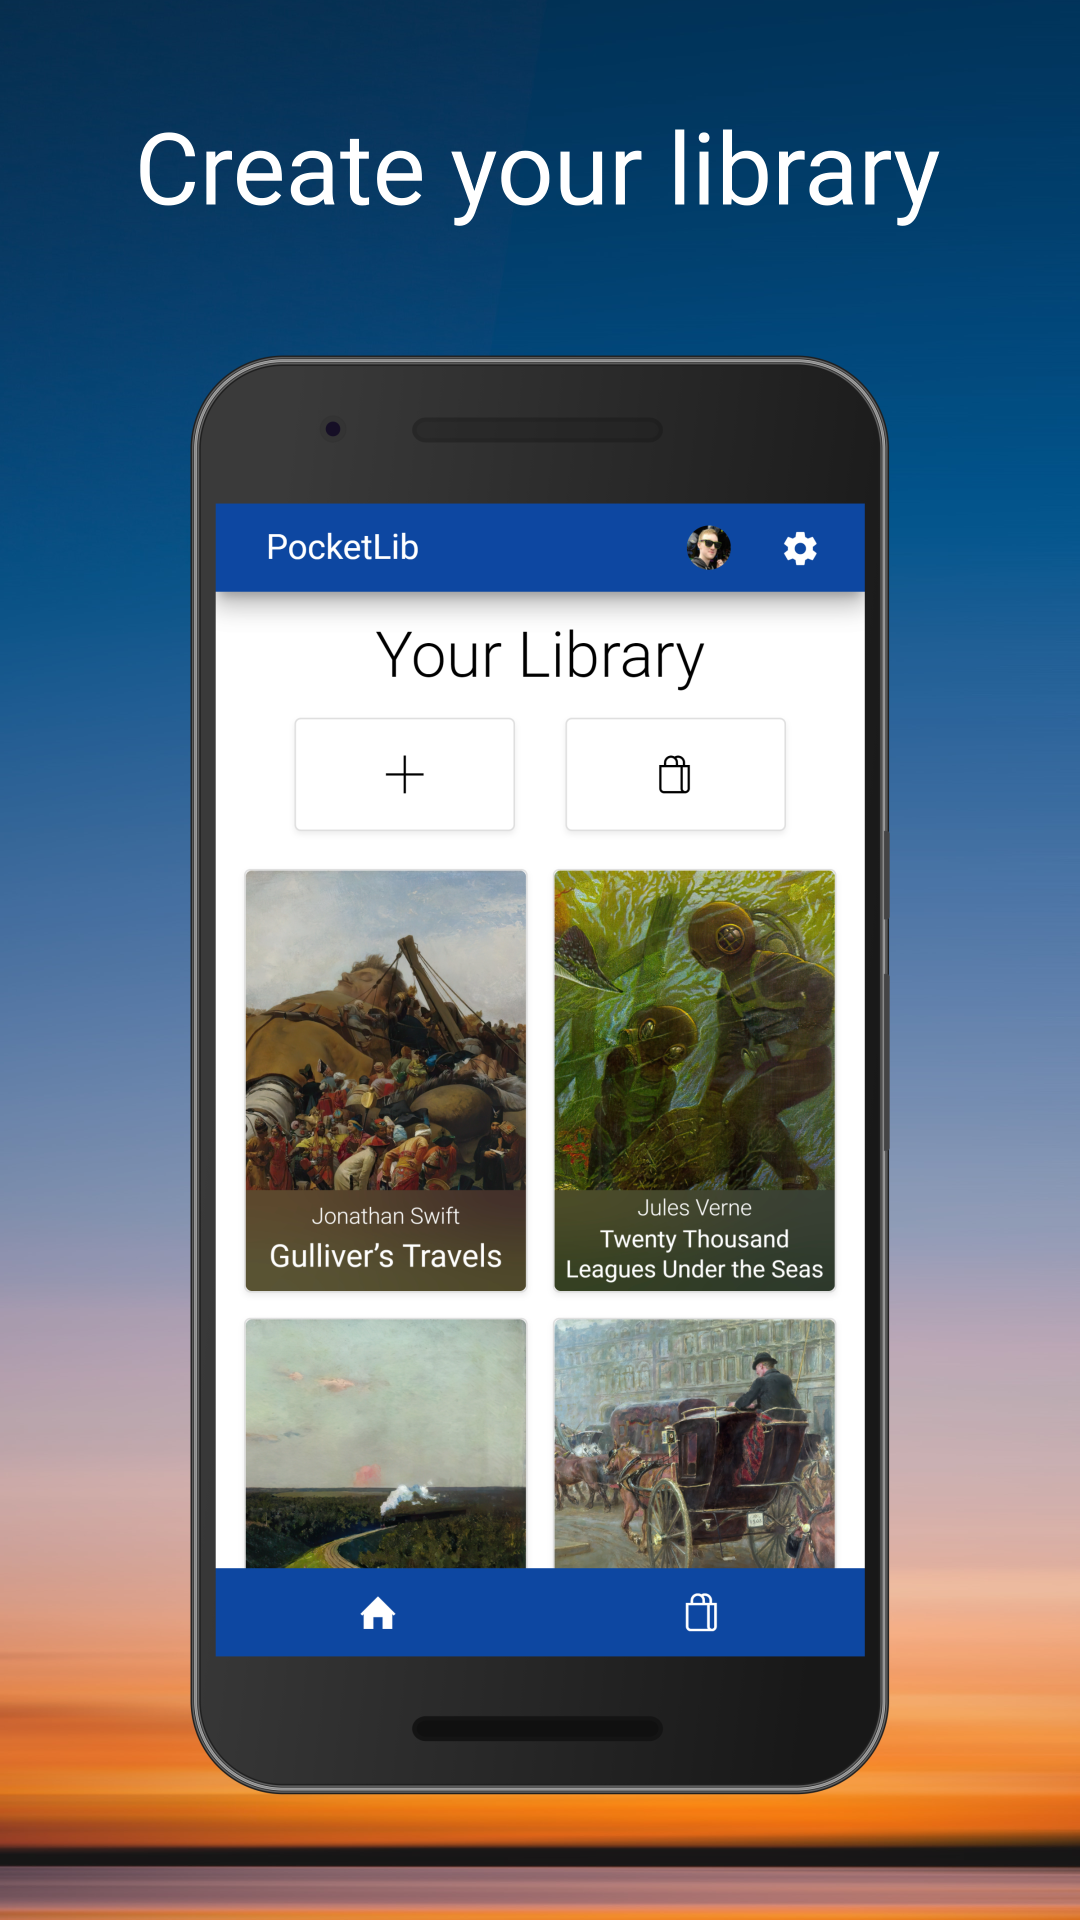 Create your library
PocketLib
Your Library
Jonathan Swift
Gulliver’s Travels
Jules Verne
Twenty Thousand
Leagues Under the Seas